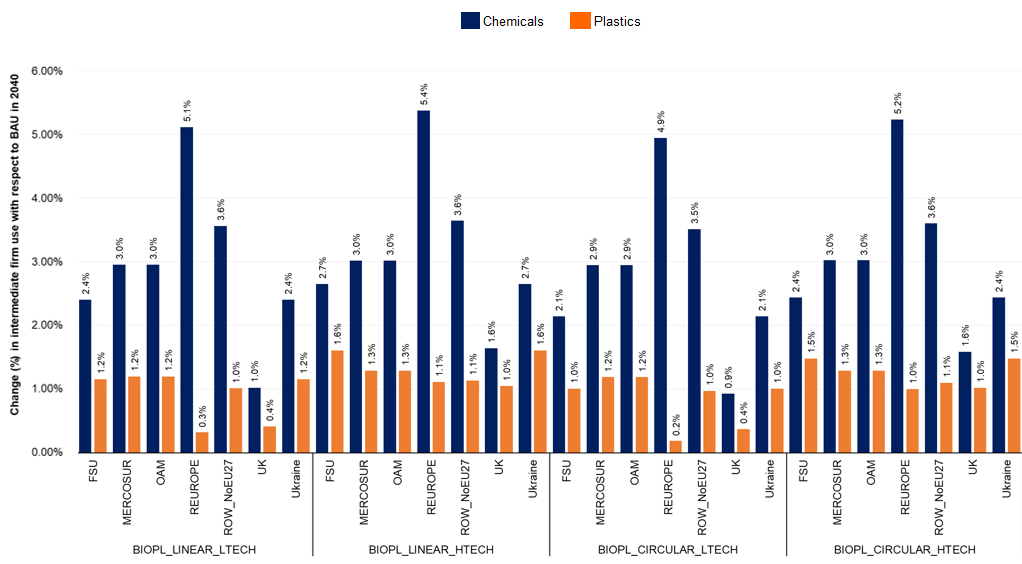 Chemicals Plastics
Change (%) in intermediate firm use with respect to BAU in 2040
6.00%
5.00%
4.00%
3.00%
2.00%
1.00%
0.00%
2.4% 1.2% 3.0% 1.2% 3.0% 1.2% 5.1% 0.3% 3.6% 1.0% 1.0% 0.4% 2.4% 1.2%
2.7% 1.6% 3.0% 1.3% 3.0% 1.3% 5.4% 1.1% 3.6% 1.1% 1.6% 1.0% 2.7% 1.6%
2.1% 1.0% 2.9% 1.2% 2.9% 1.2% 4.9% 0.2% 3.5% 1.0% 0.9% 0.4% 2.1% 1.0%
2.4% 1.5% 3.0% 1.3% 3.0% 1.3% 5.2% 1.0% 3.6% 1.1% 1.6% 1.0% 2.4% 1.5%
FSU MERCOSUR OAM REUROPE ROW_NoEU27 UK Ukraine
FSU MERCOSUR OAM REUROPE ROW_NoEU27 UK Ukraine
FSU MERCOSUR OAM REUROPE ROW_NoEU27 UK Ukraine
FSU MERCOSUR OAM REUROPE ROW_NoEU27 UK Ukraine
BIOPL_LINEAR_LTECH BIOPL_LINEAR_HTECH BIOPL_CIRCULAR_LTECH BIOPL_CIRCULAR_HTECH